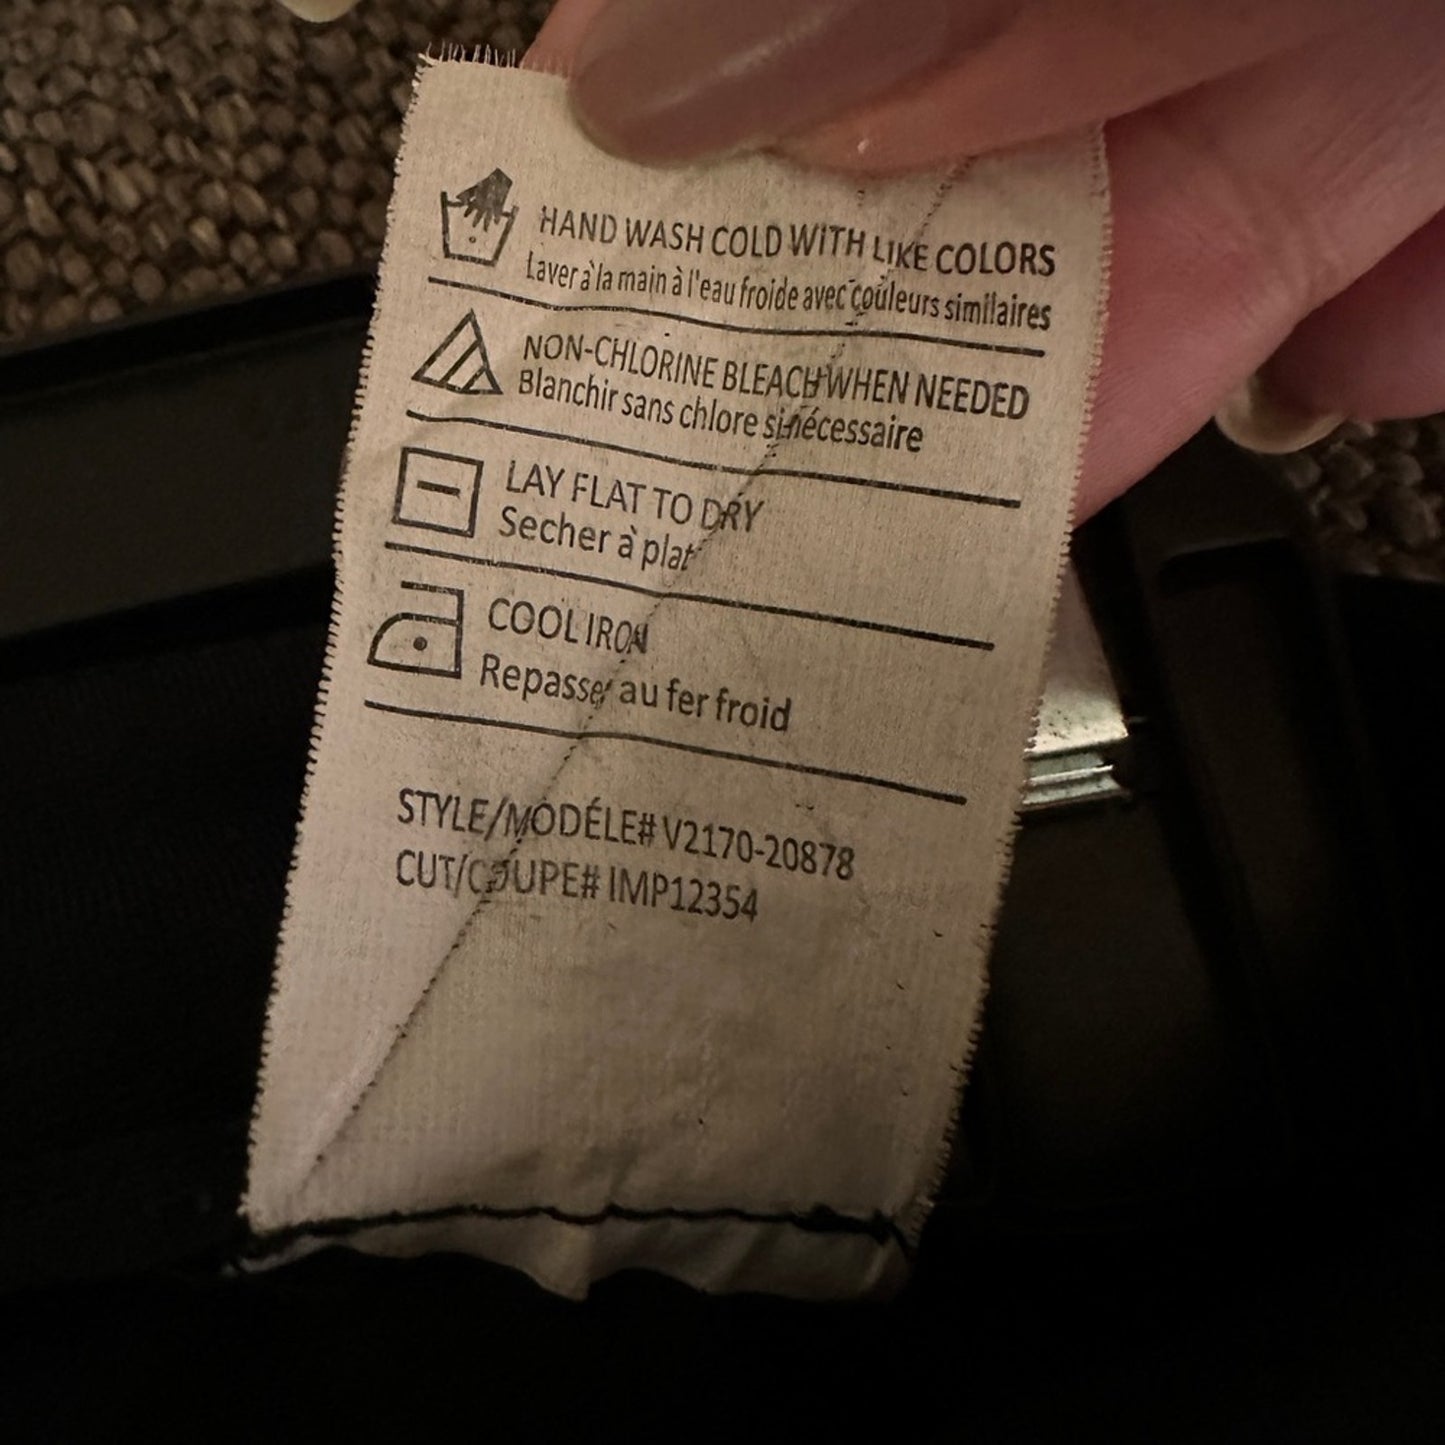 HAND WASH COLD WITH LIKE COLORS
Laver à la main à l'eau froide avec couleurs similaires
NON-CHLORINE BLEACH WHEN NEEDED
Blanchir sans chlore si nécessaire
LAY FLAT TO DRY
Secher à plat
COOL IRON
Repasser au fer froid
STYLE/MODÉLE# V2170-20878
CUT/COUPE# IMP12354